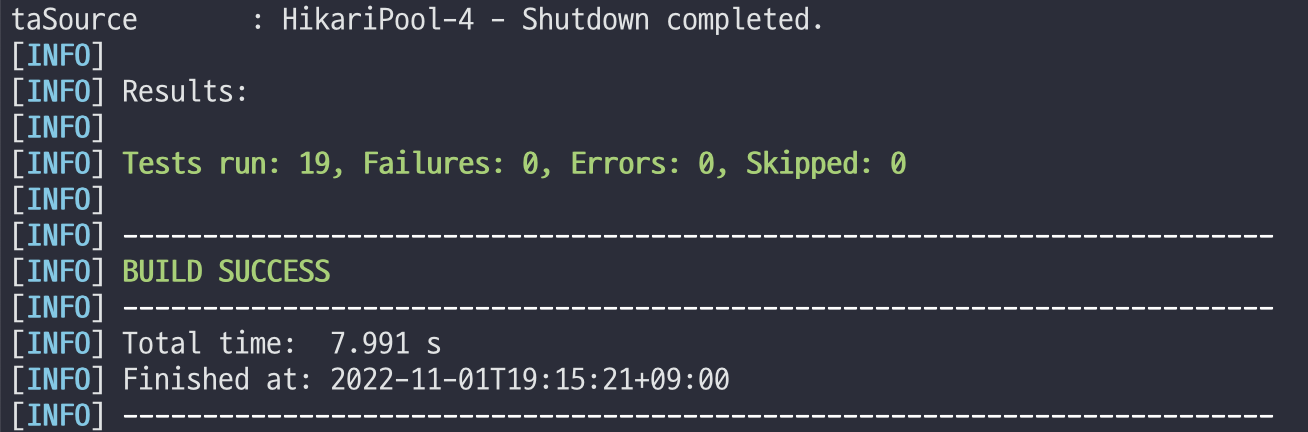 taSource       : HikariPool-4 - Shutdown completed.
[INFO]
[INFO] Results:
[INFO]
[INFO] Tests run: 19, Failures: 0, Errors: 0, Skipped: 0
[INFO]
[INFO] ------------------------------------------------------------------------
[INFO] BUILD SUCCESS
[INFO] ------------------------------------------------------------------------
[INFO] Total time:  7.991 s
[INFO] Finished at: 2022-11-01T19:15:21+09:00
[INFO] ------------------------------------------------------------------------